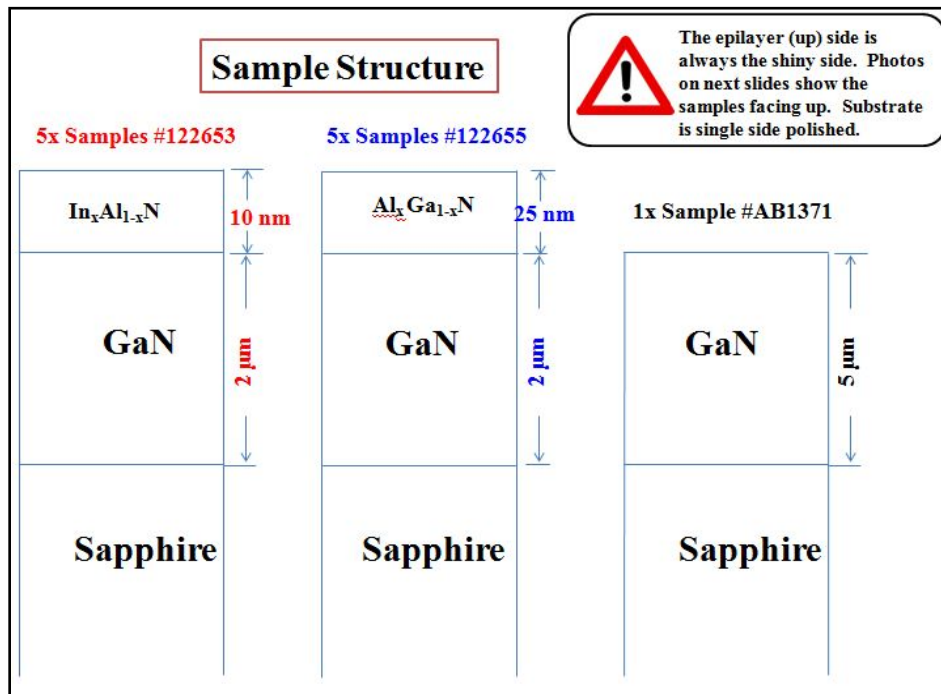 Sample Structure
The epilayer (up) side is
always the shiny side. Photos
on next slides show the
samples facing up. Substrate
is single side polished.
5x Samples #122653
InₓAl₁₋ₓN
10 nm
GaN
2 µm
Sapphire
5x Samples #122655
AlₓGa₁₋ₓN
25 nm
GaN
2 µm
Sapphire
1x Sample #AB1371
GaN
5 µm
Sapphire